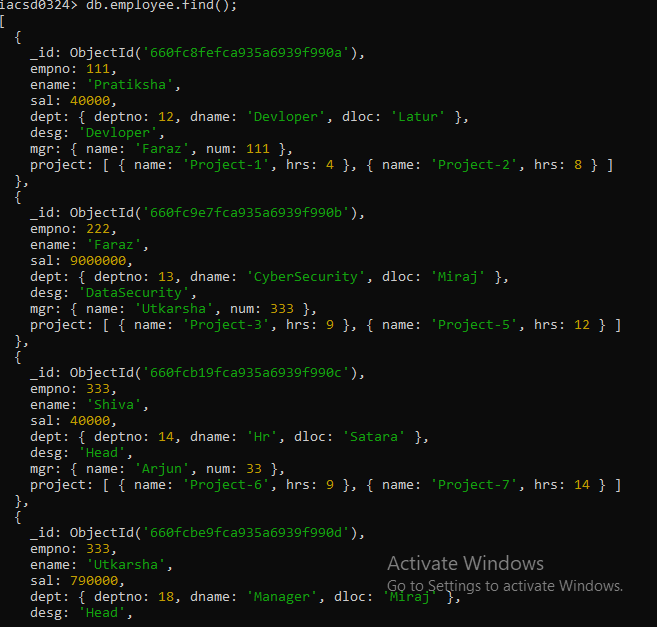 iacsd0324> db.employee.find();
[
  {
    _id: ObjectId('660fc8fefca935a6939f990a'),
    empno: 111,
    ename: 'Pratiksha',
    sal: 40000,
    dept: { deptno: 12, dname: 'Devloper', dloc: 'Latur' },
    desg: 'Devloper',
    mgr: { name: 'Faraz', num: 111 },
    project: [ { name: 'Project-1', hrs: 4 }, { name: 'Project-2', hrs: 8 } ]
  },
  {
    _id: ObjectId('660fc9e7fca935a6939f990b'),
    empno: 222,
    ename: 'Faraz',
    sal: 9000000,
    dept: { deptno: 13, dname: 'CyberSecurity', dloc: 'Miraj' },
    desg: 'DataSecurity',
    mgr: { name: 'Utkarsha', num: 333 },
    project: [ { name: 'Project-3', hrs: 9 }, { name: 'Project-5', hrs: 12 } ]
  },
  {
    _id: ObjectId('660fcb19fca935a6939f990c'),
    empno: 333,
    ename: 'Shiva',
    sal: 40000,
    dept: { deptno: 14, dname: 'Hr', dloc: 'Satara' },
    desg: 'Head',
    mgr: { name: 'Arjun', num: 33 },
    project: [ { name: 'Project-6', hrs: 9 }, { name: 'Project-7', hrs: 14 } ]
  },
  {
    _id: ObjectId('660fcbe9fca935a6939f990d'),
    empno: 333,
    ename: 'Utkarsha',
    sal: 790000,
    dept: { deptno: 18, dname: 'Manager', dloc: 'Miraj' },
    desg: 'Head',
Activate Windows
Go to Settings to activate Windows.